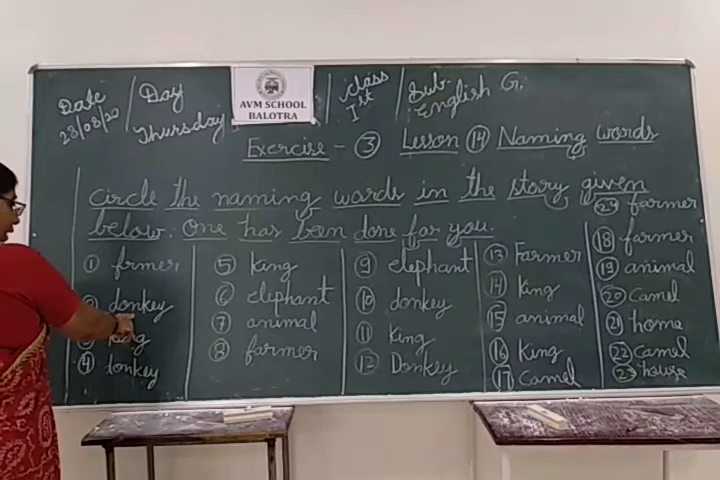 Date 28/08/20
Day Thursday
AVM SCHOOL
BALOTRA
Class Ist
Sub- English G.
Exercise - 3 Lesson 14 Naming words
Circle the naming words in the story given
below. One has been done for you.
1 frmer
2 donkey
3 king
4 donkey
5 king
6 elephant
7 animal
8 farmer
9 elephant
10 donkey
11 king
12 Donkey
13 Farmer
14 King
15 animal
16 King
17 camel
18 farmer
19 animal
20 Camel
21 home
22 camel
23 house
24 farmer